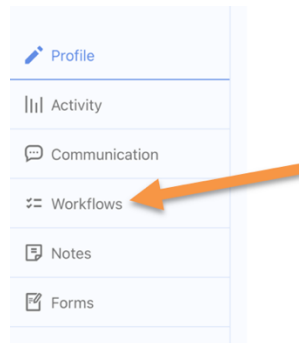 Profile
Activity
Communication
Workflows
Notes
Forms